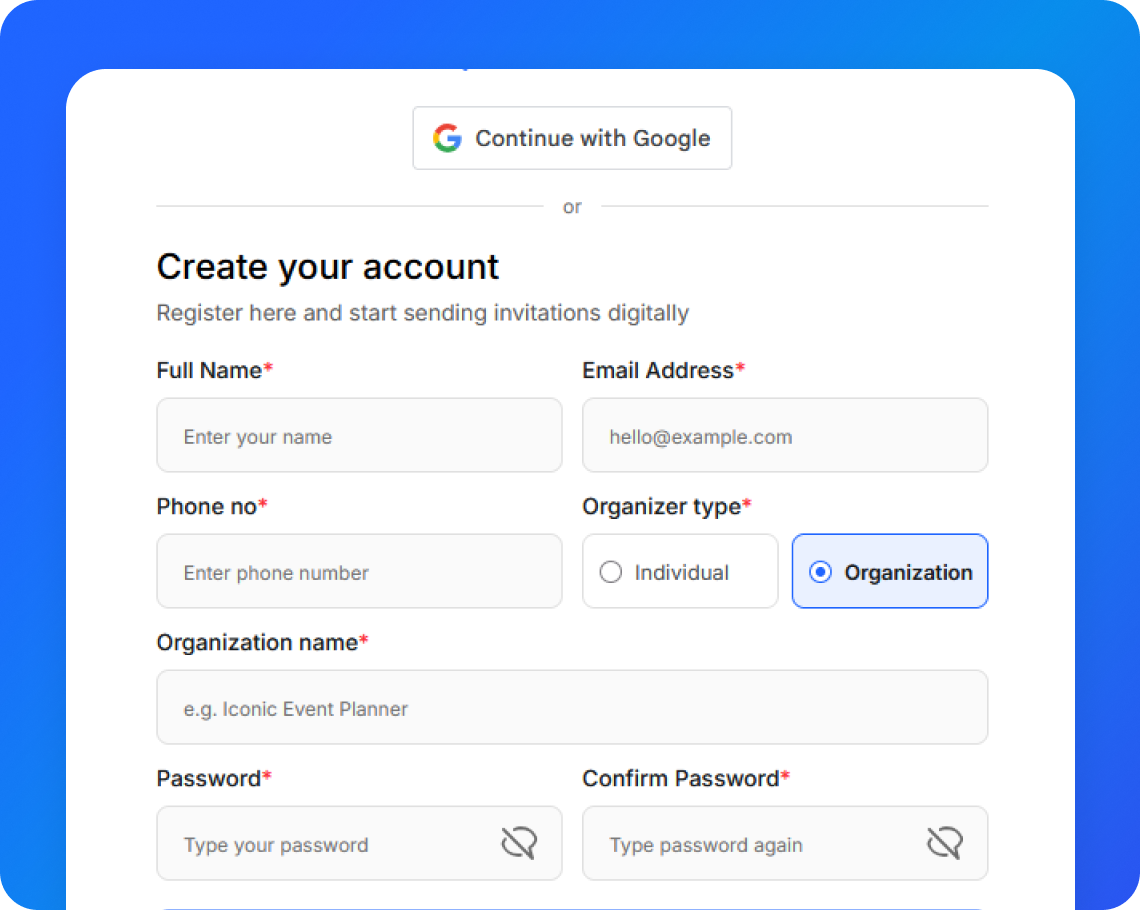 Continue with Google
or
Create your account
Register here and start sending invitations digitally
Full Name*
Email Address*
Enter your name
hello@example.com
Phone no*
Organizer type*
Enter phone number
Individual
Organization
Organization name*
e.g. Iconic Event Planner
Password*
Confirm Password*
Type your password
Type password again